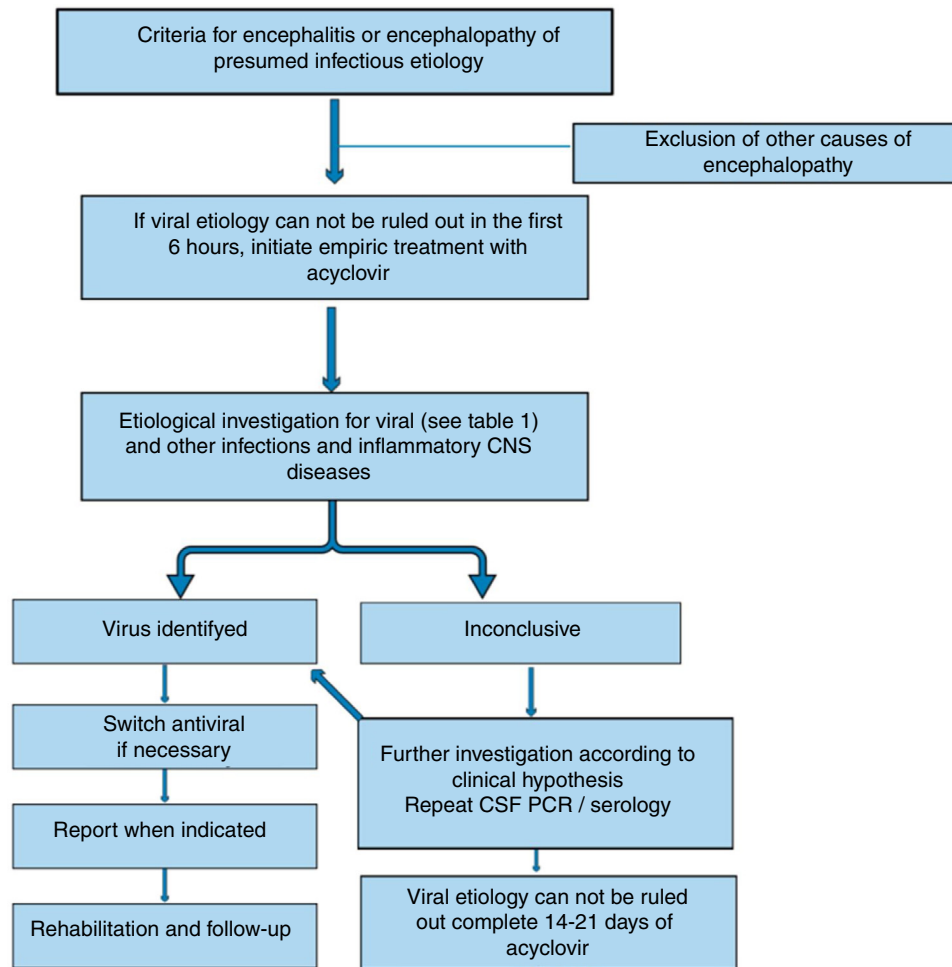 Criteria for encephalitis or encephalopathy of
presumed infectious etiology
Exclusion of other causes of
encephalopathy
If viral etiology can not be ruled out in the first
6 hours, initiate empiric treatment with
acyclovir
Etiological investigation for viral (see table 1)
and other infections and inflammatory CNS
diseases
Virus identifyed
Inconclusive
Switch antiviral
if necessary
Further investigation according to
clinical hypothesis
Repeat CSF PCR / serology
Report when indicated
Rehabilitation and follow-up
Viral etiology can not be ruled
out complete 14-21 days of
acyclovir